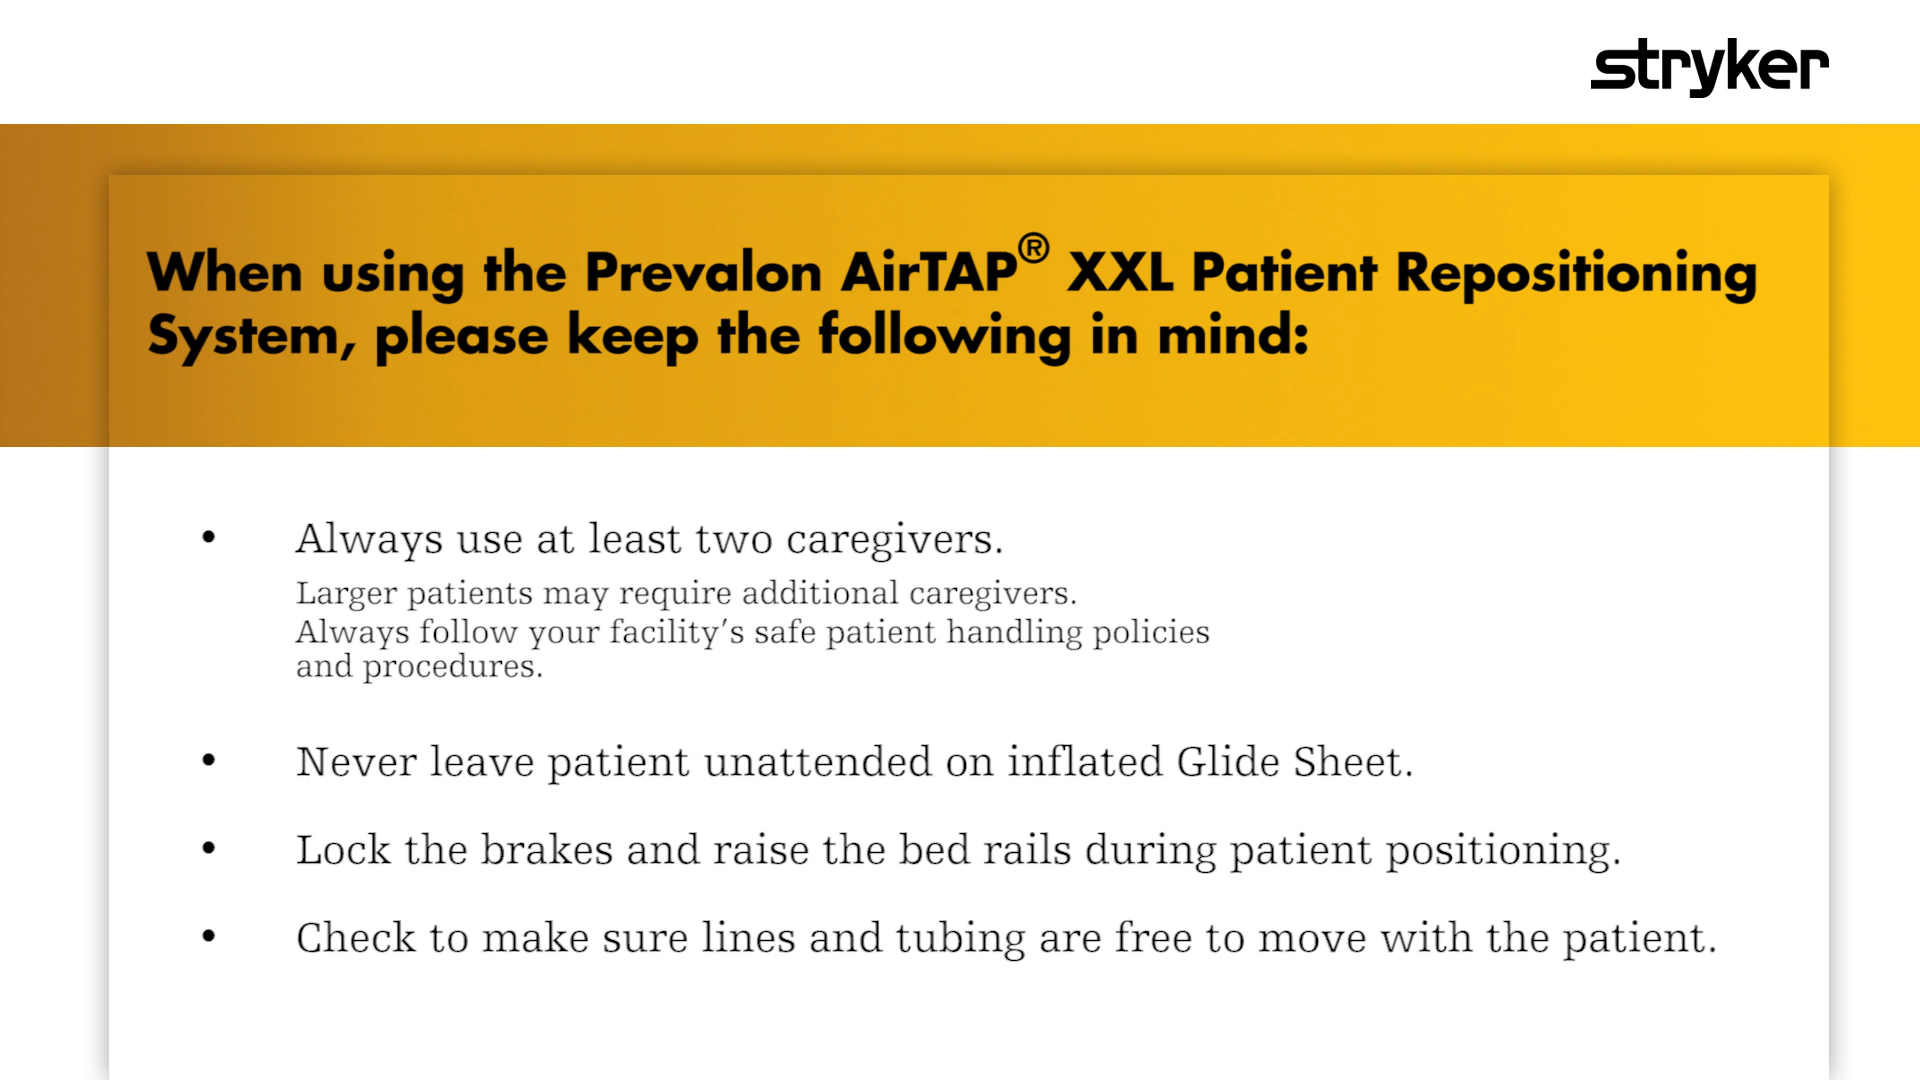 stryker
When using the Prevalon AirTAP® XXL Patient Repositioning
System, please keep the following in mind:
• Always use at least two caregivers.
Larger patients may require additional caregivers.
Always follow your facility's safe patient handling policies
and procedures.
• Never leave patient unattended on inflated Glide Sheet.
• Lock the brakes and raise the bed rails during patient positioning.
• Check to make sure lines and tubing are free to move with the patient.